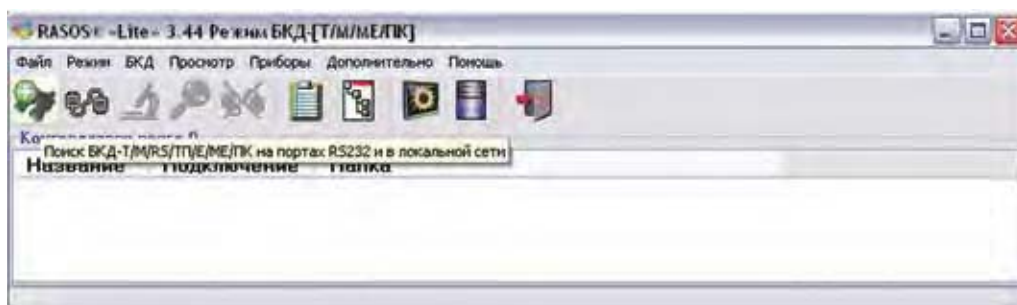 RASOS® -Lite- 3.44 Режим БКД-[Т/М/МЕ/ПК]
Файл Режим БКД Просмотр Приборы Дополнительно Помощь
Поиск БКД-Т/М/RS/ТП/Е/МЕ/ПК на портах RS232 и в локальной сети
Название Подключение Папка